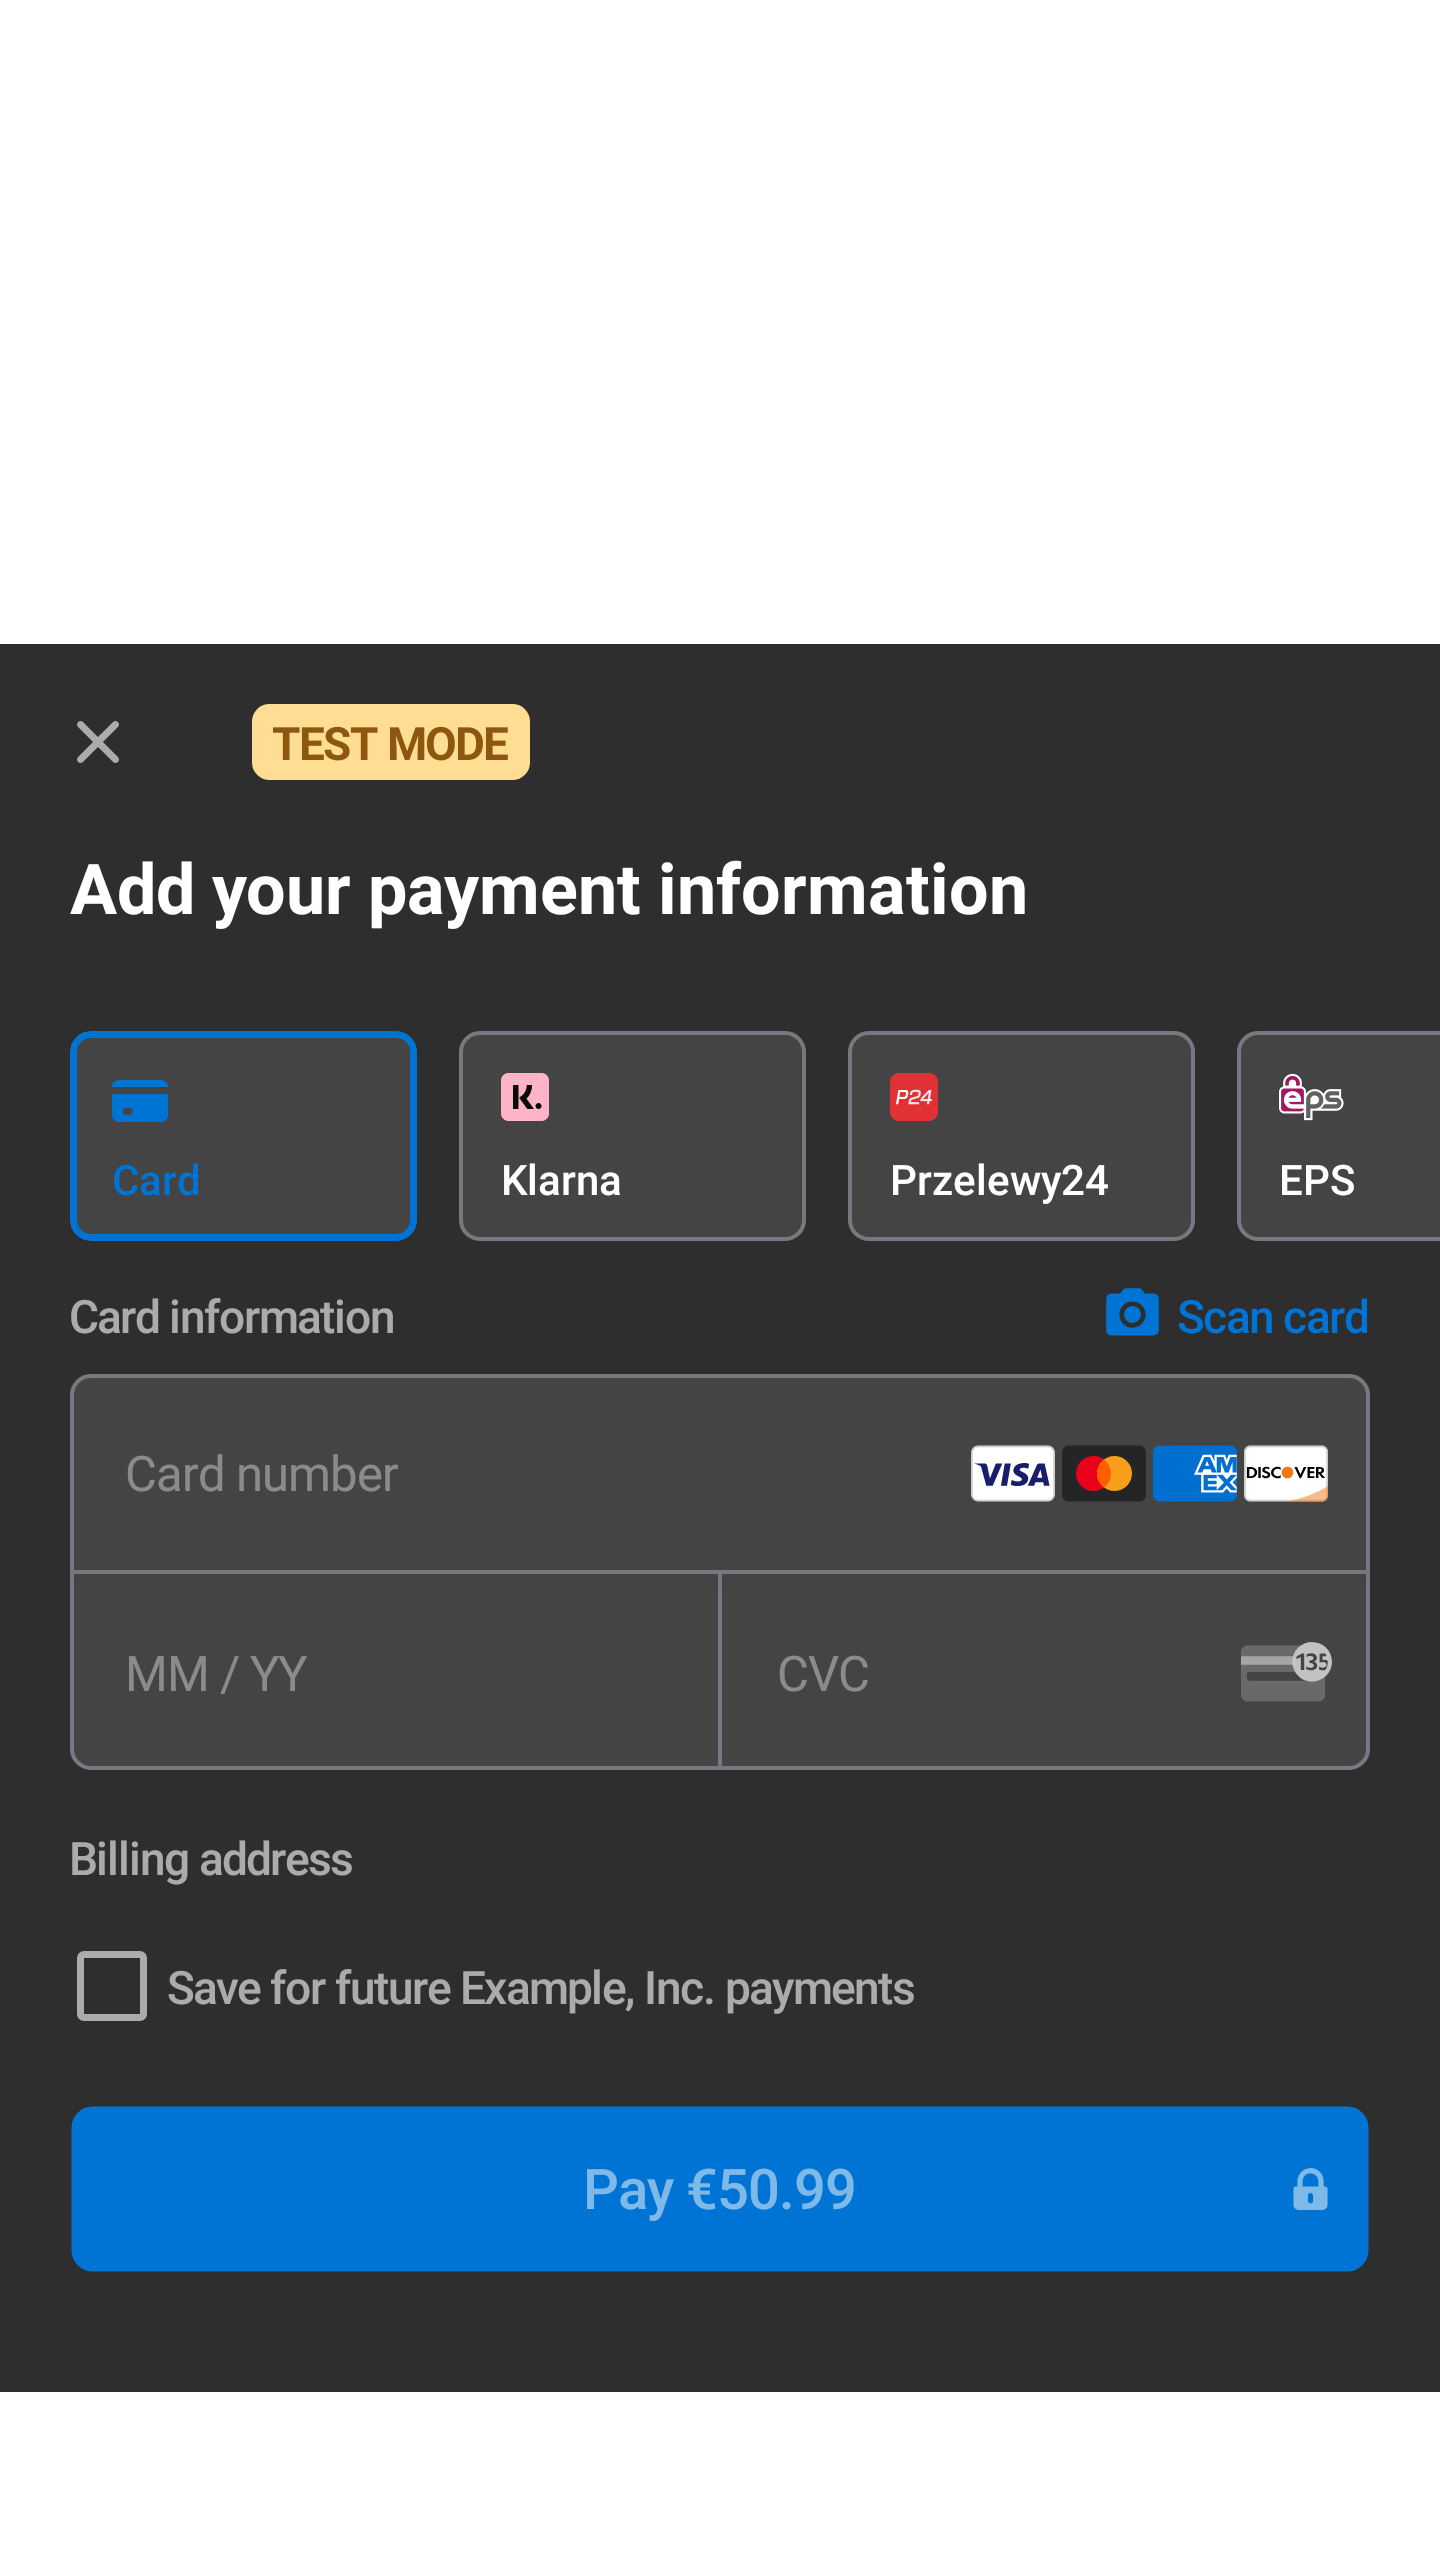 TEST MODE
Add your payment information
K.
P24
eps
Card
Klarna
Przelewy24
EPS
Card information
Scan card
Card number
VISA
AM
EX
DISCOVER
MM / YY
CVC
135
Billing address
Save for future Example, Inc. payments
Pay €50.99